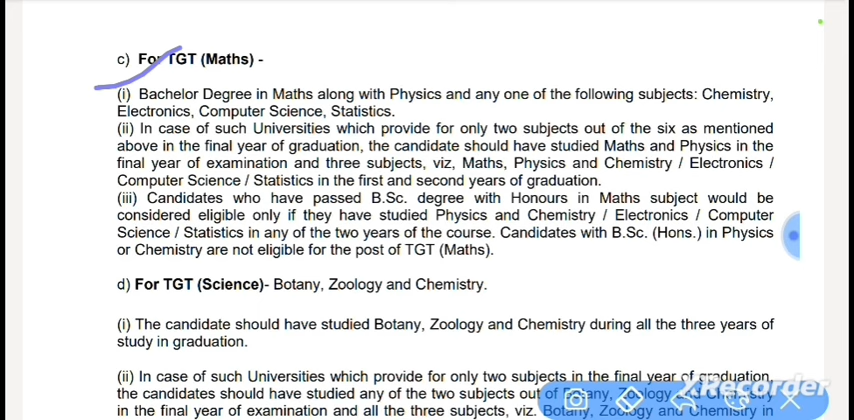 c) For TGT (Maths) -
(i) Bachelor Degree in Maths along with Physics and any one of the following subjects: Chemistry,
Electronics, Computer Science, Statistics.
(ii) In case of such Universities which provide for only two subjects out of the six as mentioned
above in the final year of graduation, the candidate should have studied Maths and Physics in the
final year of examination and three subjects, viz, Maths, Physics and Chemistry / Electronics /
Computer Science / Statistics in the first and second years of graduation.
(iii) Candidates who have passed B.Sc. degree with Honours in Maths subject would be
considered eligible only if they have studied Physics and Chemistry / Electronics / Computer
Science / Statistics in any of the two years of the course. Candidates with B.Sc. (Hons.) in Physics
or Chemistry are not eligible for the post of TGT (Maths).
d) For TGT (Science)- Botany, Zoology and Chemistry.
(i) The candidate should have studied Botany, Zoology and Chemistry during all the three years of
study in graduation.
(ii) In case of such Universities which provide for only two subjects in the final year of graduation,
the candidates should have studied any of the two subjects out of Botany, Zoology and Chemistry
in the final year of examination and all the three subjects, viz. Botany, Zoology and Chemistry in
XRecorder